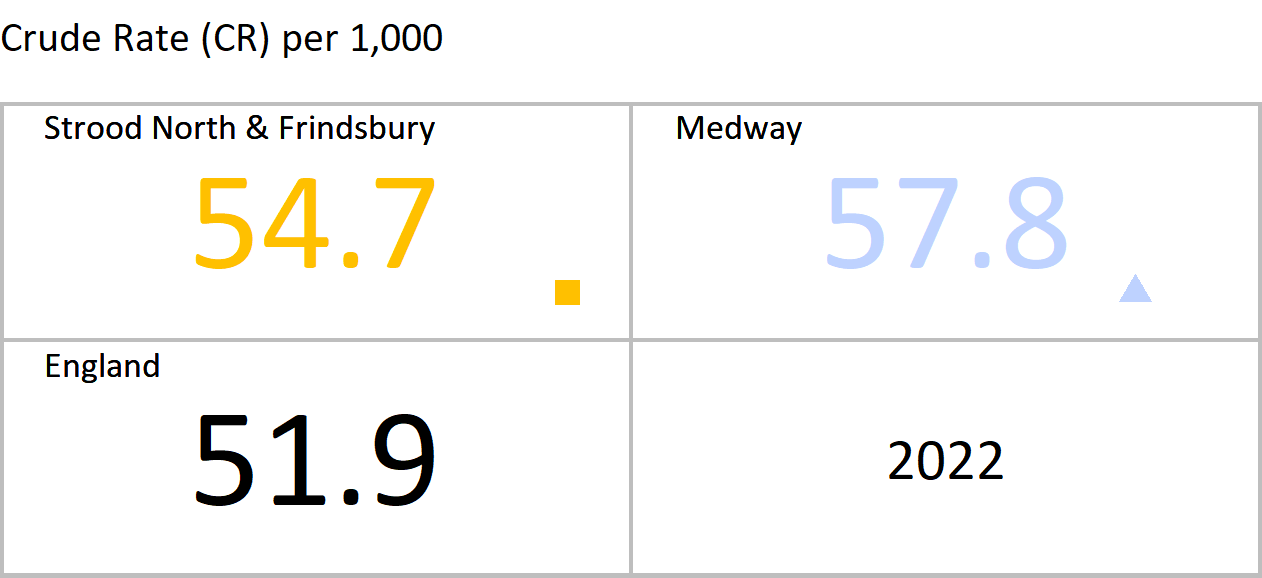 Crude Rate (CR) per 1,000
Strood North & Frindsbury
54.7
Medway
57.8
England
51.9
2022